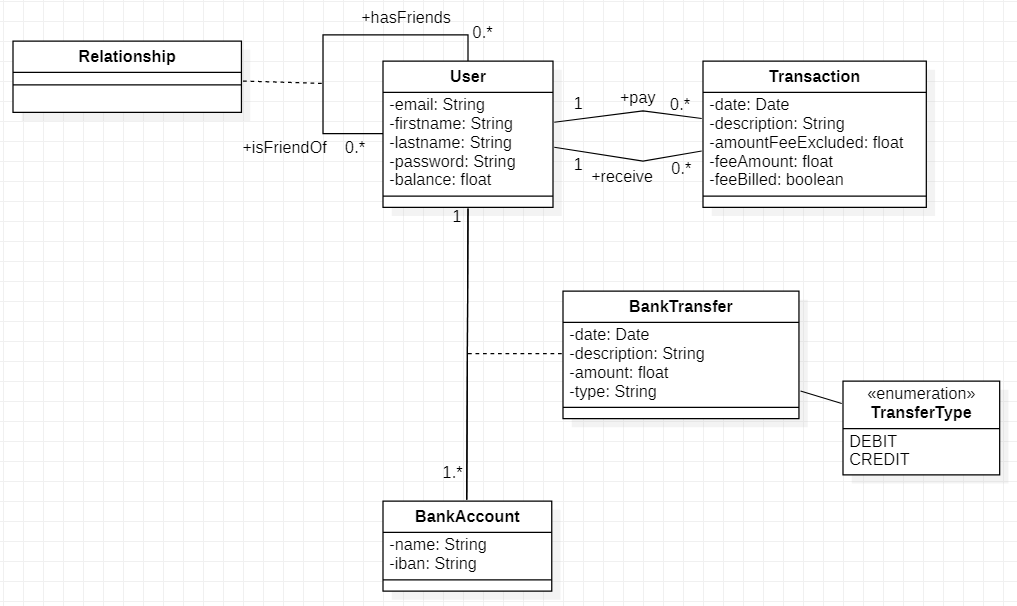 +hasFriends
0.*
Relationship
User
-email: String
-firstname: String
-lastname: String
-password: String
-balance: float
+isFriendOf
0.*
1
+pay
0.*
1
+receive
0.*
Transaction
-date: Date
-description: String
-amountFeeExcluded: float
-feeAmount: float
-feeBilled: boolean
1
BankTransfer
-date: Date
-description: String
-amount: float
-type: String
«enumeration»
TransferType
DEBIT
CREDIT
1.*
BankAccount
-name: String
-iban: String